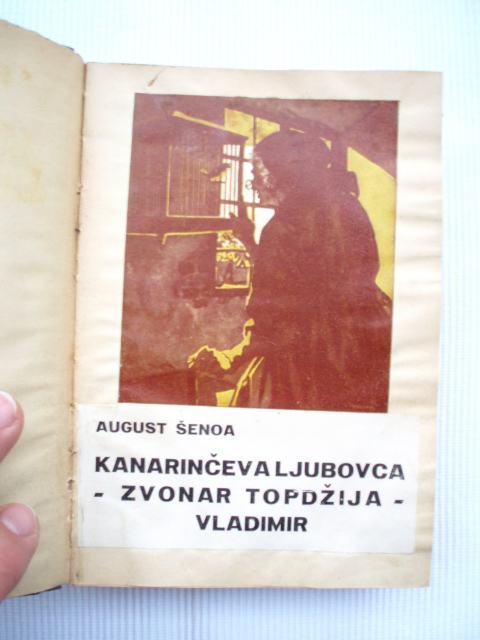 AUGUST ŠENOA
KANARINČEVA LJUBOVCA
- ZVONAR TOPDŽIJA -
VLADIMIR